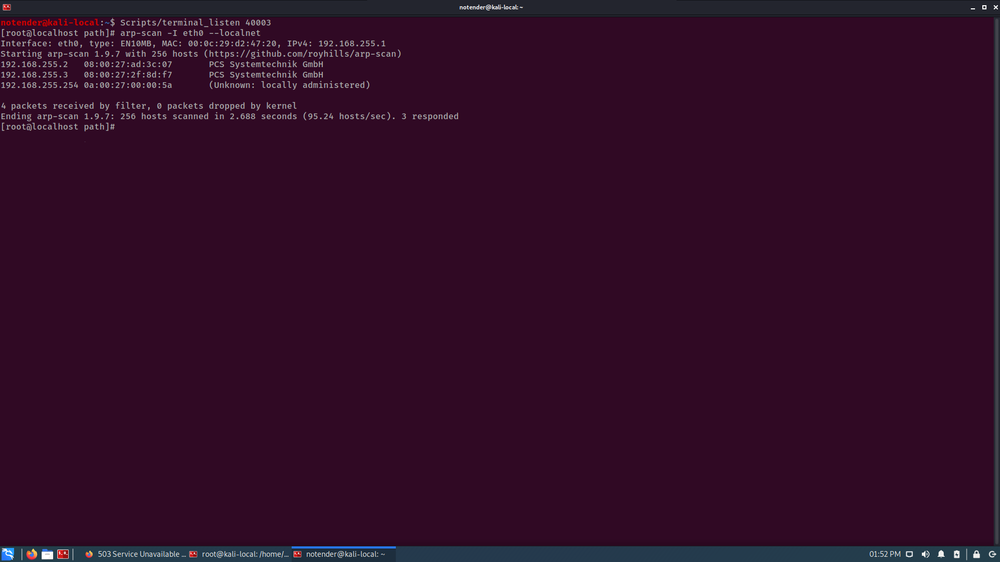 notender@kali-local: ~
notender@kali-local:~$ Scripts/terminal_listen 40003
[root@localhost path]# arp-scan -I eth0 --localnet
Interface: eth0, type: EN10MB, MAC: 00:0c:29:d2:47:20, IPv4: 192.168.255.1
Starting arp-scan 1.9.7 with 256 hosts (https://github.com/royhills/arp-scan)
192.168.255.2   08:00:27:ad:3c:07       PCS Systemtechnik GmbH
192.168.255.3   08:00:27:2f:8d:f7       PCS Systemtechnik GmbH
192.168.255.254 0a:00:27:00:00:5a       (Unknown: locally administered)
4 packets received by filter, 0 packets dropped by kernel
Ending arp-scan 1.9.7: 256 hosts scanned in 2.688 seconds (95.24 hosts/sec). 3 responded
[root@localhost path]#
503 Service Unavailable ... root@kali-local: /home/... notender@kali-local: ~ 01:52 PM